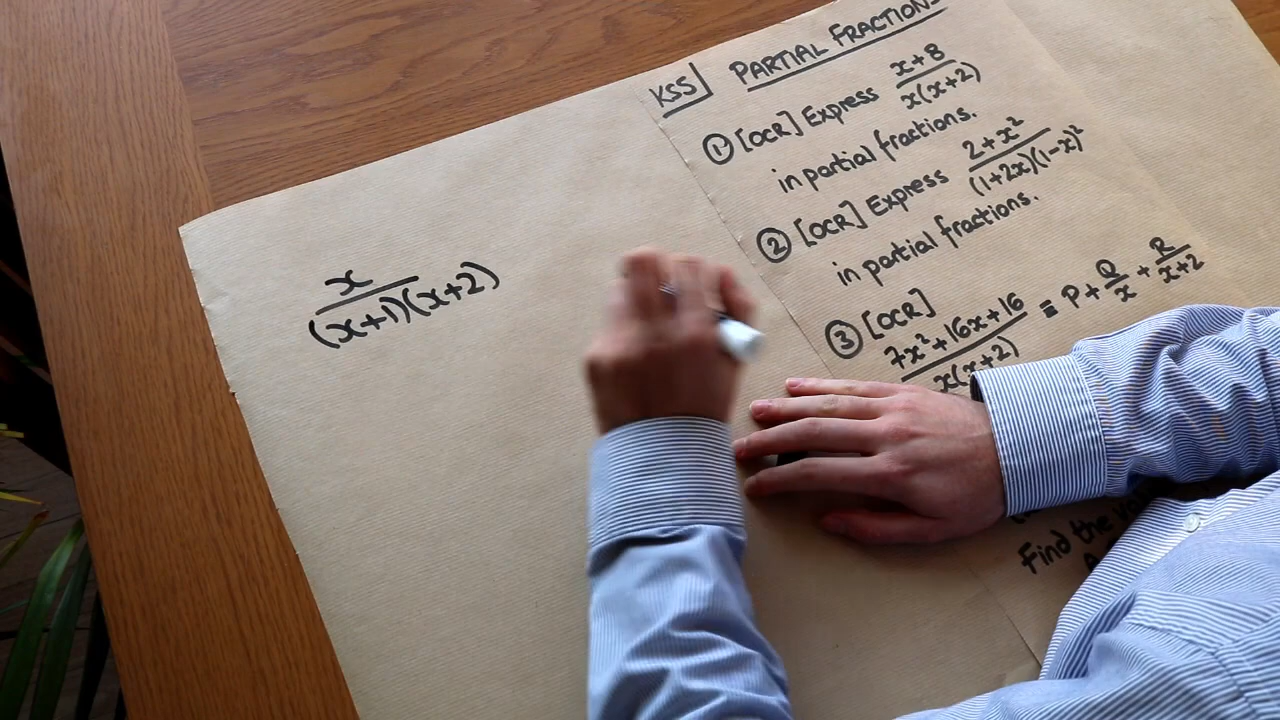 x
(x+1)(x+2)
KSS PARTIAL FRACTIONS
① [OCR] Express x+8
x(x+2)
in partial fractions.
② [OCR] Express 2+x²
(1+2x)(1-x)²
in partial fractions.
③ [OCR]
7x²+16x+16 ≡ P + Q/x + R/x+2
x(x+2)
Find the